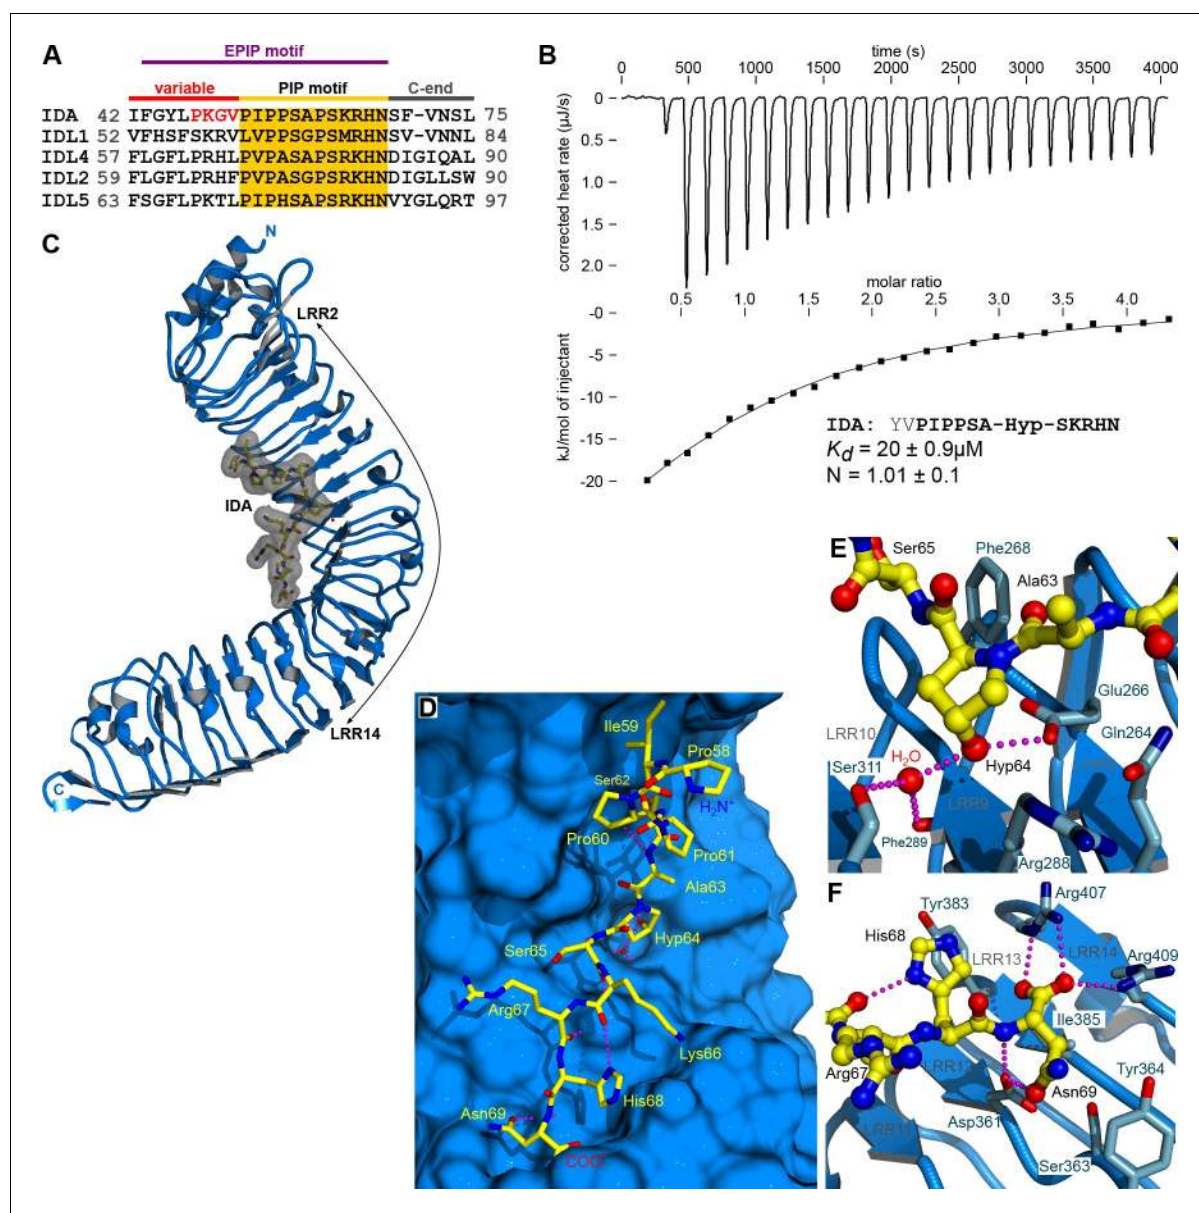 A
EPIP motif
variable PIP motif C-end
IDA 42 IFGYLPKGVPIPPSAPSKRHNSF-VNSL 75
IDL1 52 VFHSFSKRVLVPPSGPSMRHNSV-VNNL 84
IDL4 57 FLGFLPRHLPVPASGPSRKHNDIGIQAL 90
IDL2 59 FLGFLPRHFPVPASGPSRKHNDIGLLSW 90
IDL5 63 FSGFLPKTLPIPHSAPSRKHNVYGLQRT 97
B
time (s)
0 500 1000 1500 2000 2500 3000 3500 4000
corrected heat rate (µJ/s)
0
0.5
1.0
1.5
2.0
molar ratio
0.5 1.0 1.5 2.0 2.5 3.0 3.5 4.0
kJ/mol of injectant
-0
-5
-10
-15
-20
IDA: YVPIPPSA-Hyp-SKRHN
Kd = 20 ± 0.9µM
N = 1.01 ± 0.1
C
N
LRR2
IDA
LRR14
C
D
Ile59
Pro58
Ser62
H₂N⁺
Pro60
Pro61
Ala63
Ser65
Hyp64
Arg67
Lys66
His68
Asn69
COO⁻
E
Ser65
Phe268
Ala63
Glu266
Gln264
LRR10
H₂O
Ser311
Hyp64
LRR9
Phe289
Arg288
F
Arg407
Tyr383
His68
LRR13
LRR14
Arg409
Ile385
Arg67
Tyr364
Asn69
Asp361
Ser363